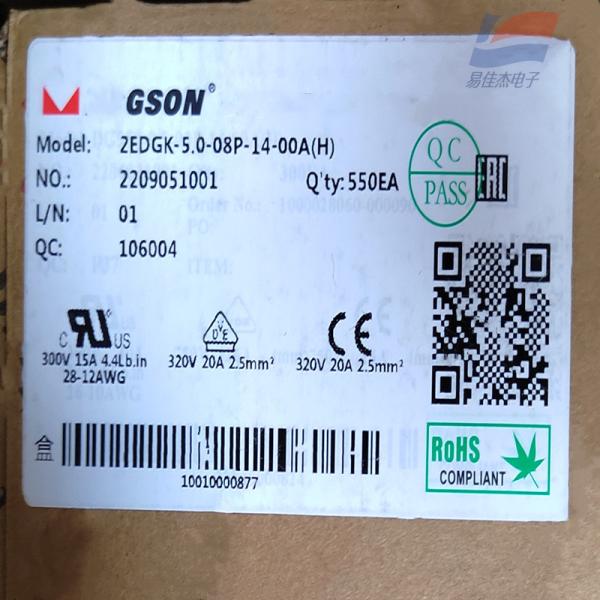 易佳杰电子
GSON®
Model: 2EDGK-5.0-08P-14-00A(H)
NO.: 2209051001 Q'ty: 550EA
L/N: 01
QC: 106004
QC
PASS
EAC
C RU US
300V 15A 4.4Lb.in
28-12AWG
VDE
320V 20A 2.5mm²
CE
320V 20A 2.5mm²
盒
10010000877
RoHS
COMPLIANT